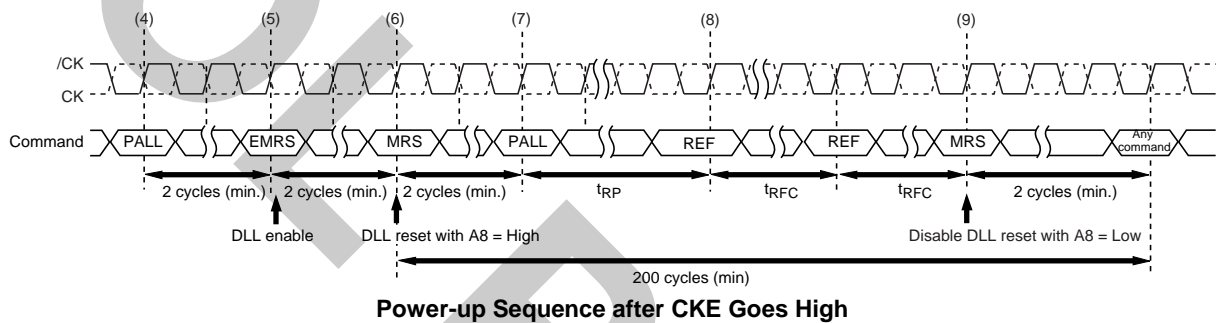 (4) (5) (6) (7) (8) (9)
/CK
CK
Command PALL EMRS MRS PALL REF REF MRS Any command
2 cycles (min.) 2 cycles (min.) 2 cycles (min.) tRP tRFC tRFC 2 cycles (min.)
DLL enable DLL reset with A8 = High Disable DLL reset with A8 = Low
200 cycles (min)
Power-up Sequence after CKE Goes High